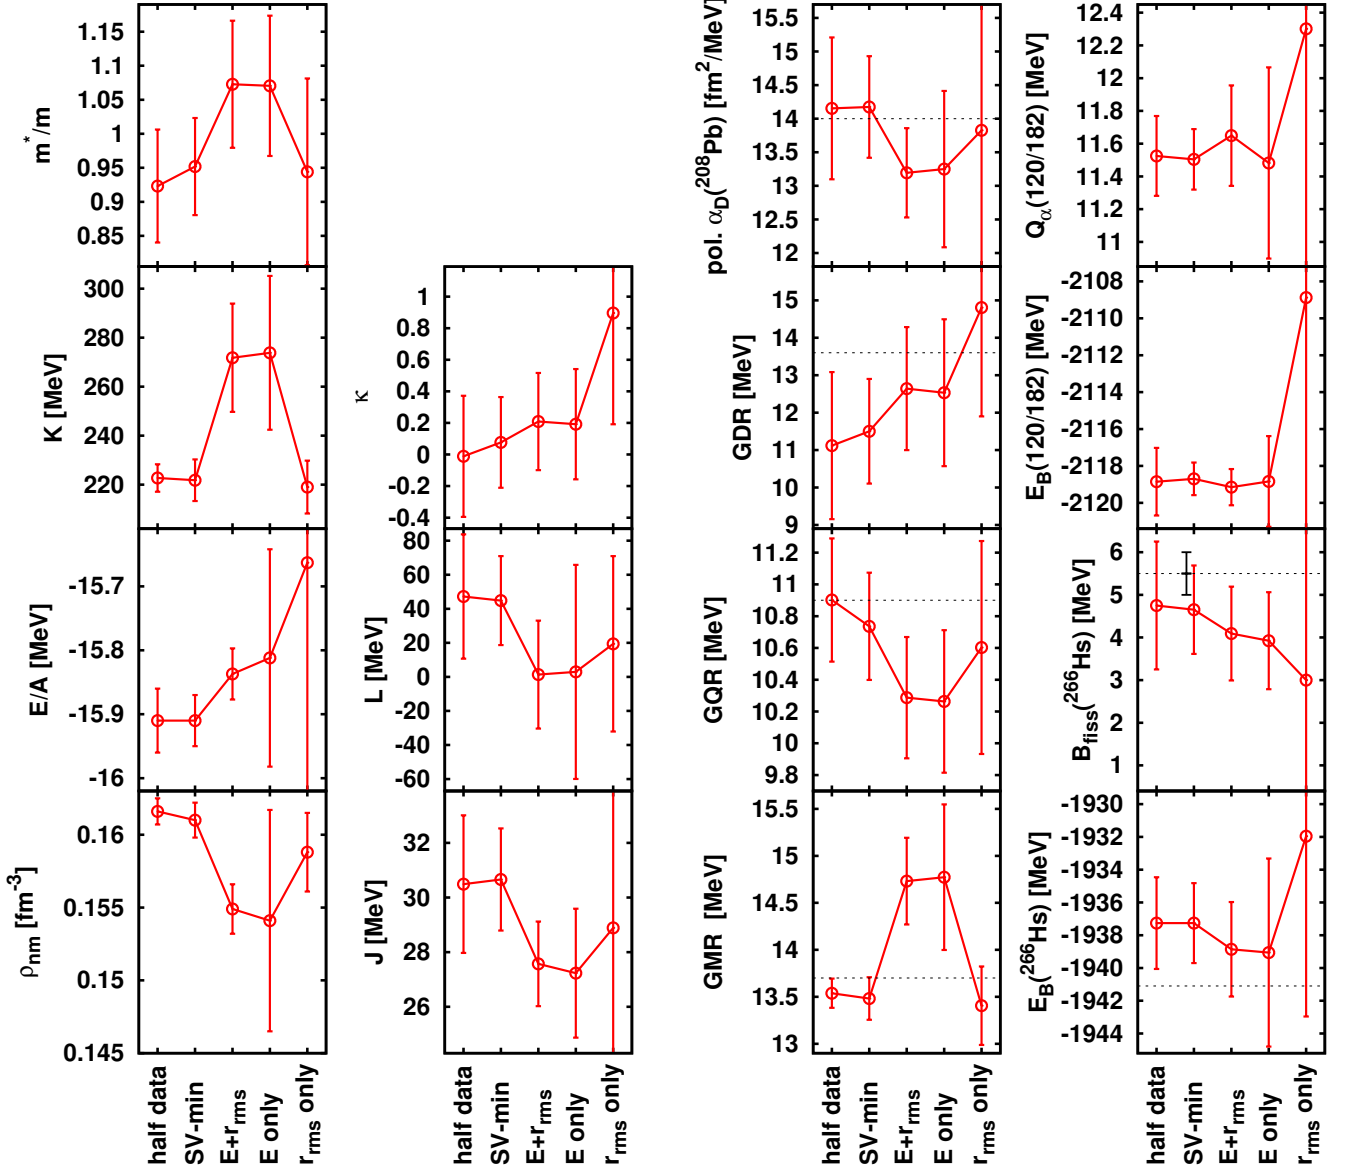 m*/m
1.15
1.1
1.05
1
0.95
0.9
0.85
K [MeV]
300
280
260
240
220
E/A [MeV]
-15.7
-15.8
-15.9
-16
ρnm [fm-3]
0.16
0.155
0.15
0.145
half data
SV-min
E+rrms
E only
rrms only
κ
1
0.8
0.6
0.4
0.2
0
-0.2
-0.4
L [MeV]
80
60
40
20
0
-20
-40
-60
J [MeV]
32
30
28
26
half data
SV-min
E+rrms
E only
rrms only
pol. αD(208Pb) [fm2/MeV]
15.5
15
14.5
14
13.5
13
12.5
12
GDR [MeV]
15
14
13
12
11
10
9
GQR [MeV]
11.2
11
10.8
10.6
10.4
10.2
10
9.8
GMR [MeV]
15.5
15
14.5
14
13.5
13
half data
SV-min
E+rrms
E only
rrms only
Qα(120/182) [MeV]
12.4
12.2
12
11.8
11.6
11.4
11.2
11
EB(120/182) [MeV]
-2108
-2110
-2112
-2114
-2116
-2118
-2120
Bfiss(266Hs) [MeV]
6
5
4
3
2
1
EB(266Hs) [MeV]
-1930
-1932
-1934
-1936
-1938
-1940
-1942
-1944
half data
SV-min
E+rrms
E only
rrms only